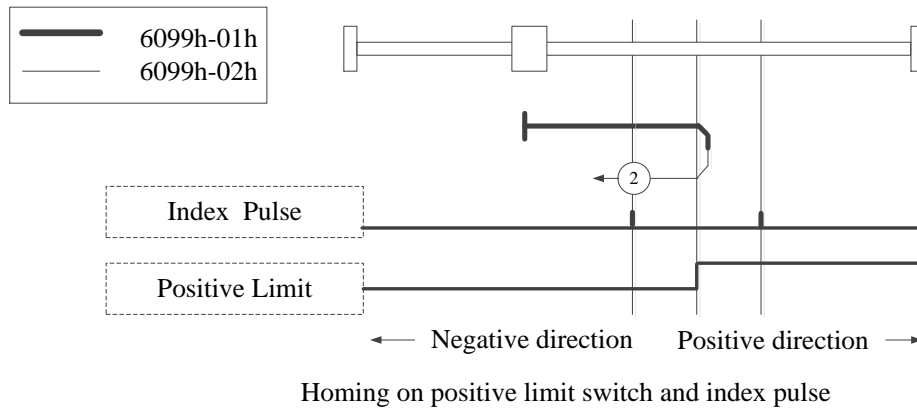 6099h-01h
6099h-02h
2
Index Pulse
Positive Limit
Negative direction Positive direction
Homing on positive limit switch and index pulse